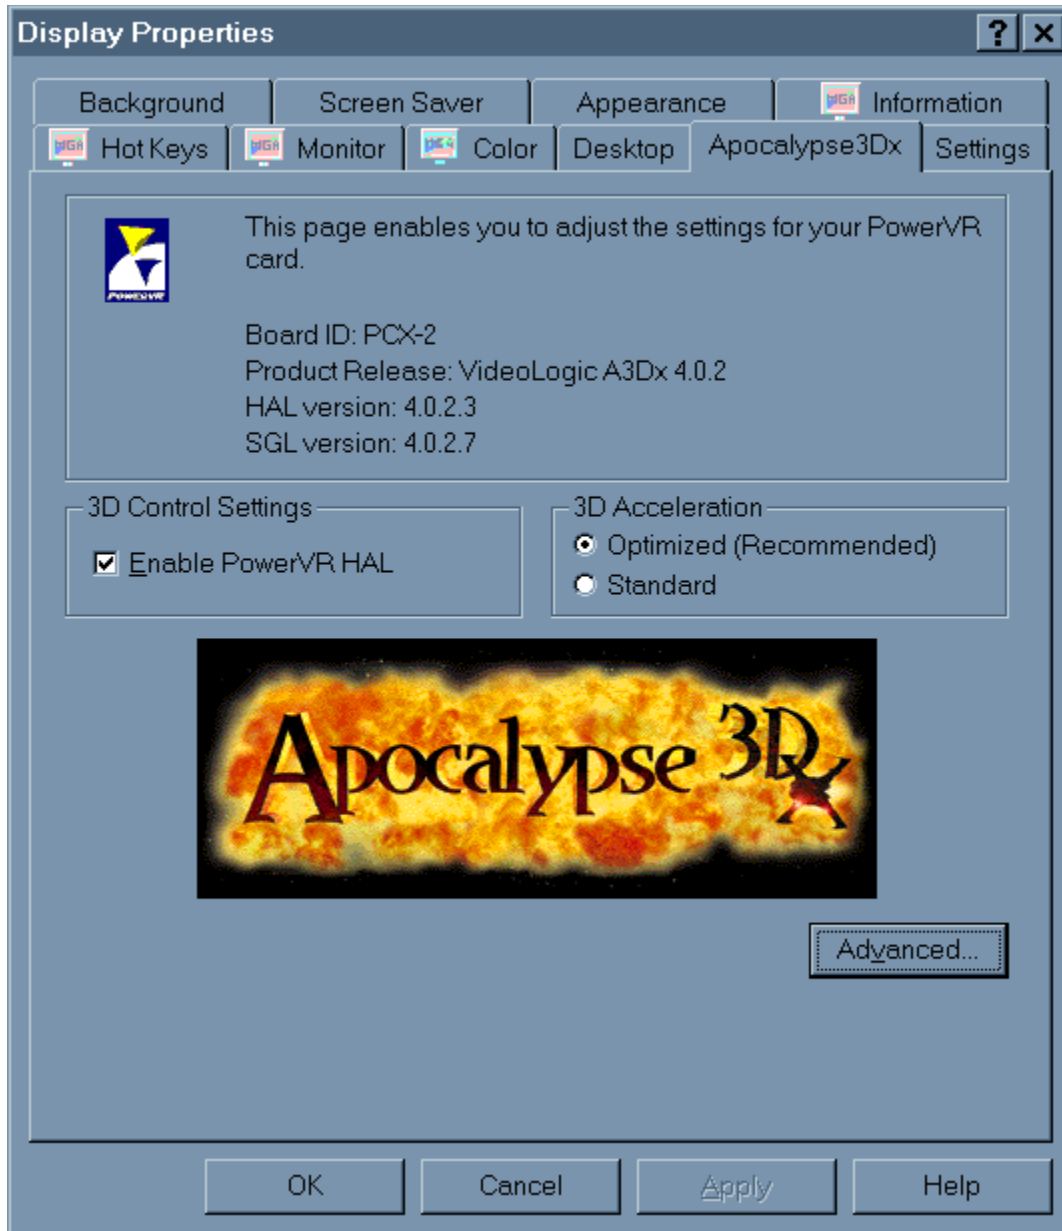 Display Properties
Background Screen Saver Appearance Information
Hot Keys Monitor Color Desktop Apocalypse3Dx Settings
This page enables you to adjust the settings for your PowerVR
card.
POWERVR
Board ID: PCX-2
Product Release: VideoLogic A3Dx 4.0.2
HAL version: 4.0.2.3
SGL version: 4.0.2.7
3D Control Settings
Enable PowerVR HAL
3D Acceleration
Optimized (Recommended)
Standard
Apocalypse 3Dx
Advanced...
OK Cancel Apply Help